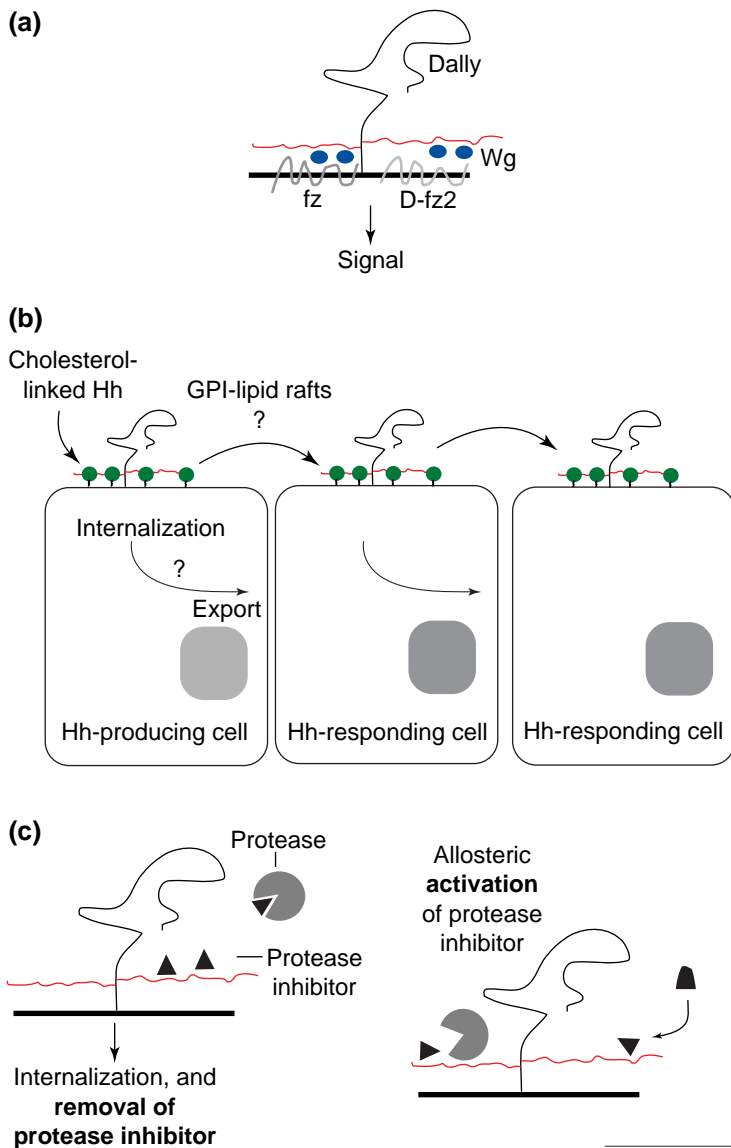 (a)
Dally
Wg
fz
D-fz2
Signal
(b)
Cholesterol-
linked Hh
GPI-lipid rafts
?
Internalization
?
Export
Hh-producing cell
Hh-responding cell
Hh-responding cell
(c)
Protease
Protease
inhibitor
Internalization, and
removal of
protease inhibitor
Allosteric
activation
of protease
inhibitor